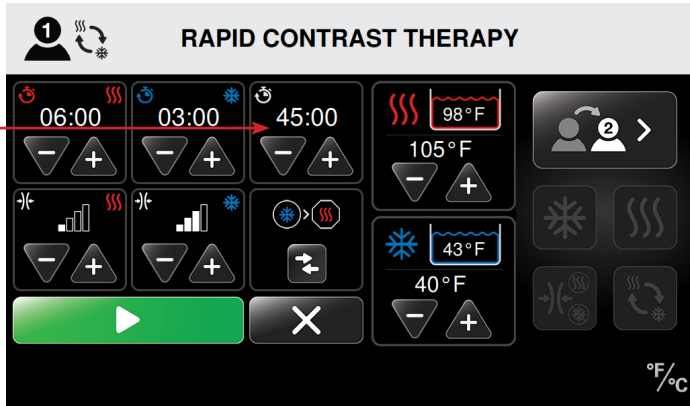 1
RAPID CONTRAST THERAPY
06:00
03:00
45:00
98°F
105°F
2
43°F
40°F
°F/°C